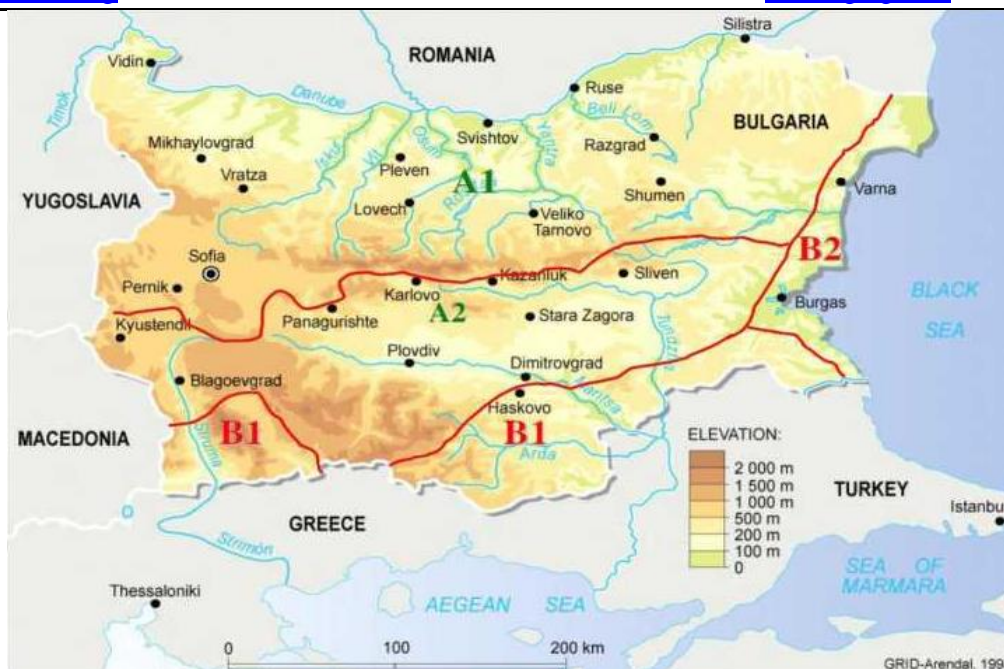 Silistra
ROMANIA
Vidin
Ruse
Timok
Danube
Beli Lom
BULGARIA
Svishtov
Yantra
Osum
Iskur
Vit
Mikhaylovgrad
Pleven
Razgrad
Vratza
A1
Shumen
Varna
YUGOSLAVIA
Lovech
Veliko
Tarnovo
Sofia
B2
Kazanluk
Sliven
Pernik
Karlovo
BLACK
SEA
Burgas
Panagurishte
A2
Stara Zagora
Kyustendil
Tundzha
Plovdiv
Dimitrovgrad
Blagoevgrad
Maritsa
Haskovo
MACEDONIA
B1
B1
Struma
Arda
ELEVATION:
2 000 m
1 500 m
1 000 m
500 m
200 m
100 m
0
TURKEY
GREECE
Istanbu
Strimón
SEA OF
MARMARA
Thessaloniki
AEGEAN SEA
0 100 200 km
GRID-Arendal, 199